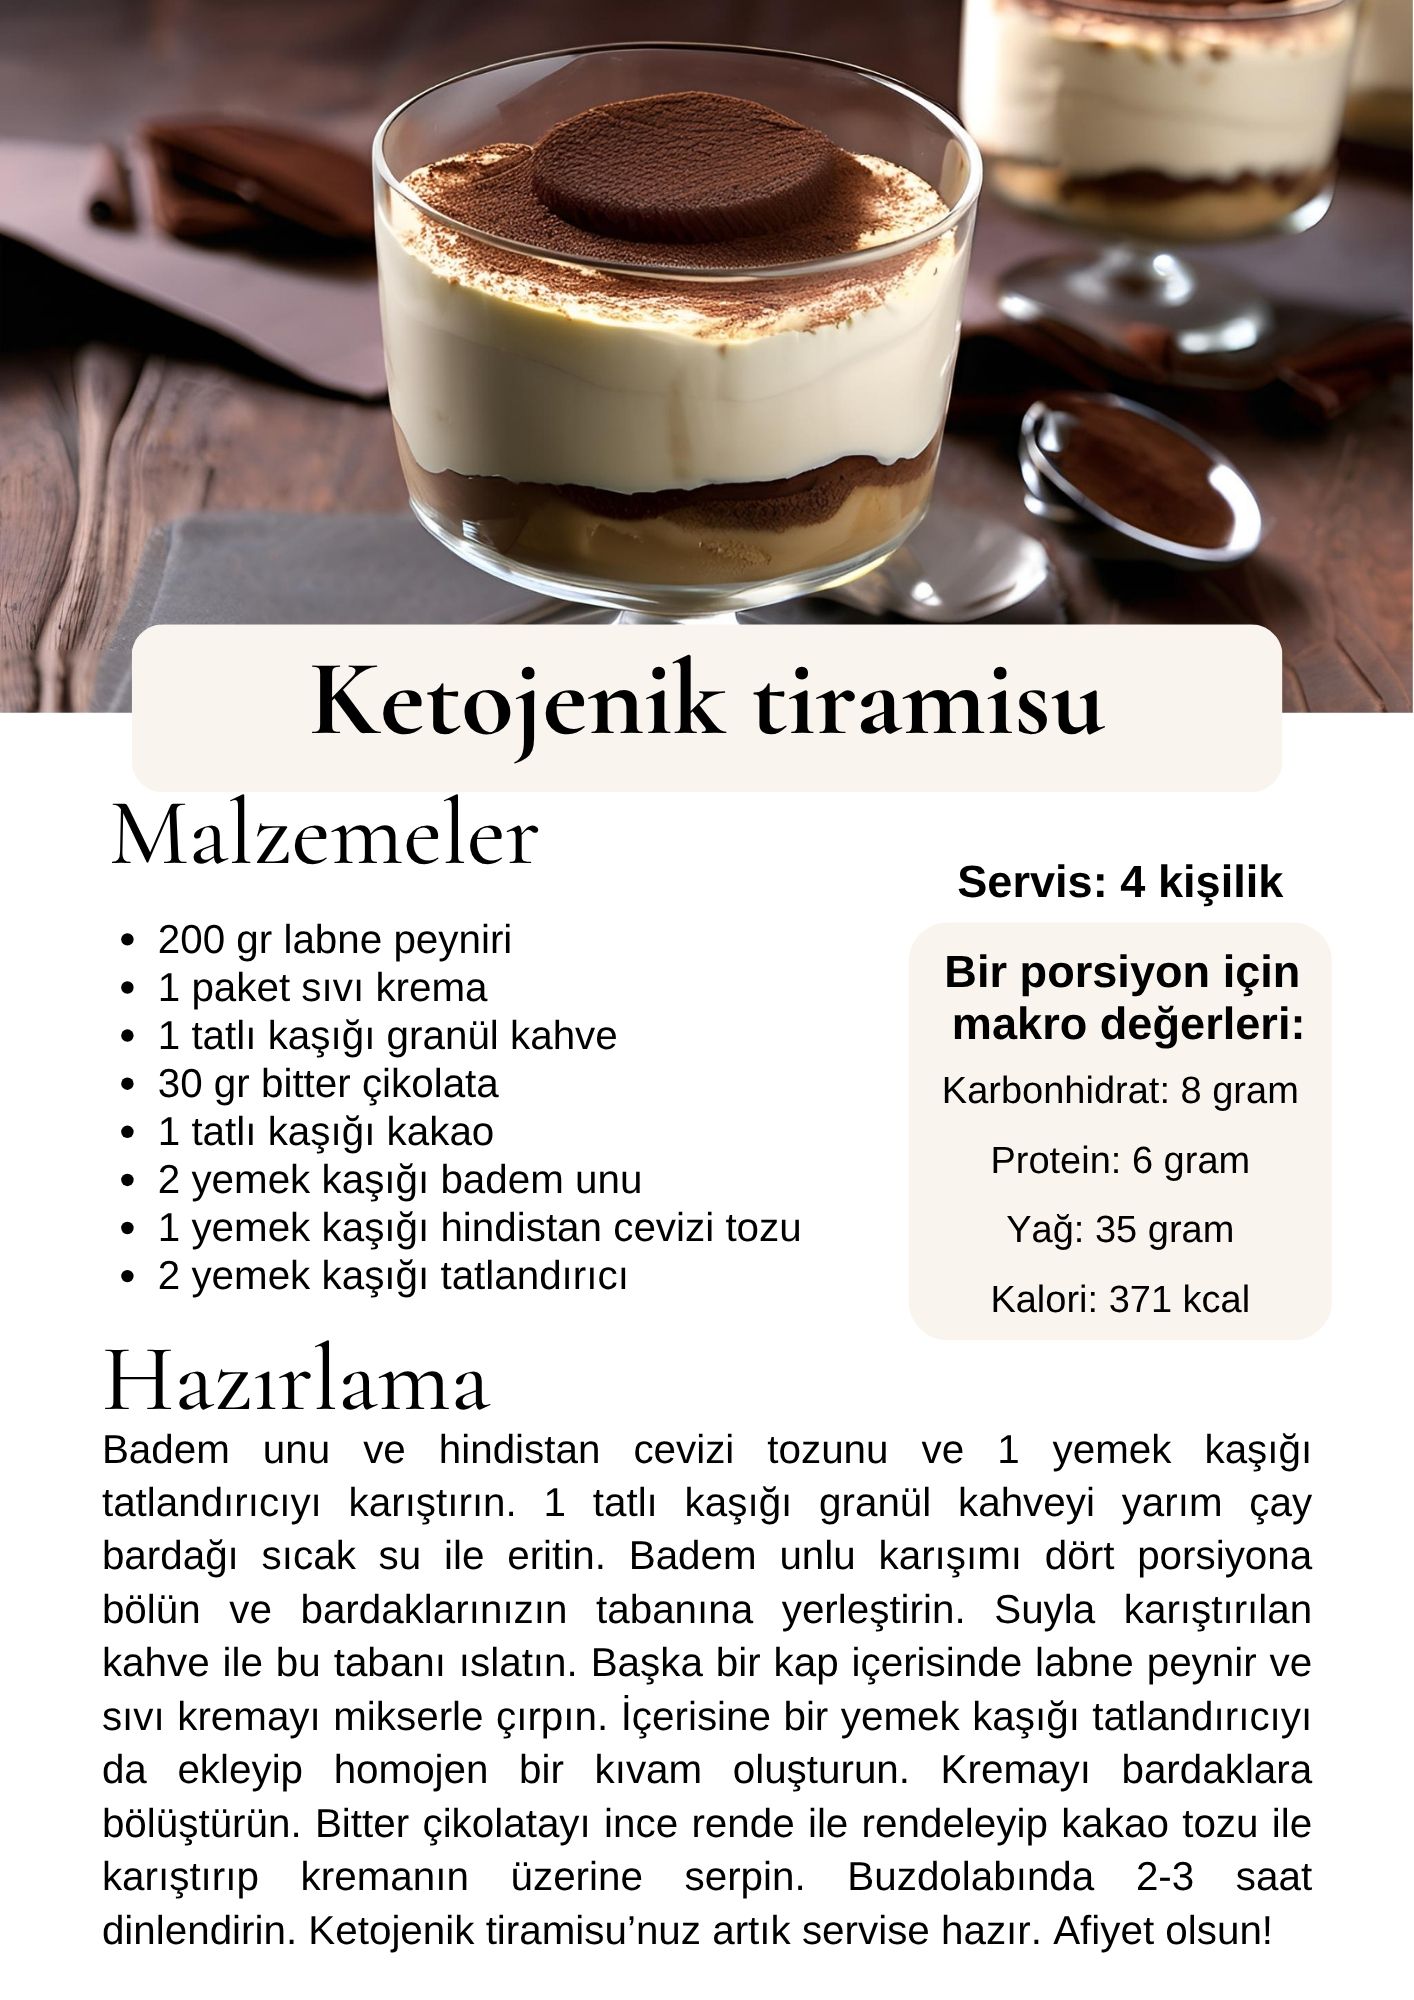 Ketojenik tiramisu
Malzemeler
200 gr labne peyniri
1 paket sıvı krema
1 tatlı kaşığı granül kahve
30 gr bitter çikolata
1 tatlı kaşığı kakao
2 yemek kaşığı badem unu
1 yemek kaşığı hindistan cevizi tozu
2 yemek kaşığı tatlandırıcı
Servis: 4 kişilik
Bir porsiyon için
makro değerleri:
Karbonhidrat: 8 gram
Protein: 6 gram
Yağ: 35 gram
Kalori: 371 kcal
Hazırlama
Badem unu ve hindistan cevizi tozunu ve 1 yemek kaşığı
tatlandırıcıyı karıştırın. 1 tatlı kaşığı granül kahveyi yarım çay
bardağı sıcak su ile eritin. Badem unlu karışımı dört porsiyona
bölün ve bardaklarınızın tabanına yerleştirin. Suyla karıştırılan
kahve ile bu tabanı ıslatın. Başka bir kap içerisinde labne peynir ve
sıvı kremayı mikserle çırpın. İçerisine bir yemek kaşığı tatlandırıcıyı
da ekleyip homojen bir kıvam oluşturun. Kremayı bardaklara
bölüştürün. Bitter çikolatayı ince rende ile rendeleyip kakao tozu ile
karıştırıp kremanın üzerine serpin. Buzdolabında 2-3 saat
dinlendirin. Ketojenik tiramisu’nuz artık servise hazır. Afiyet olsun!